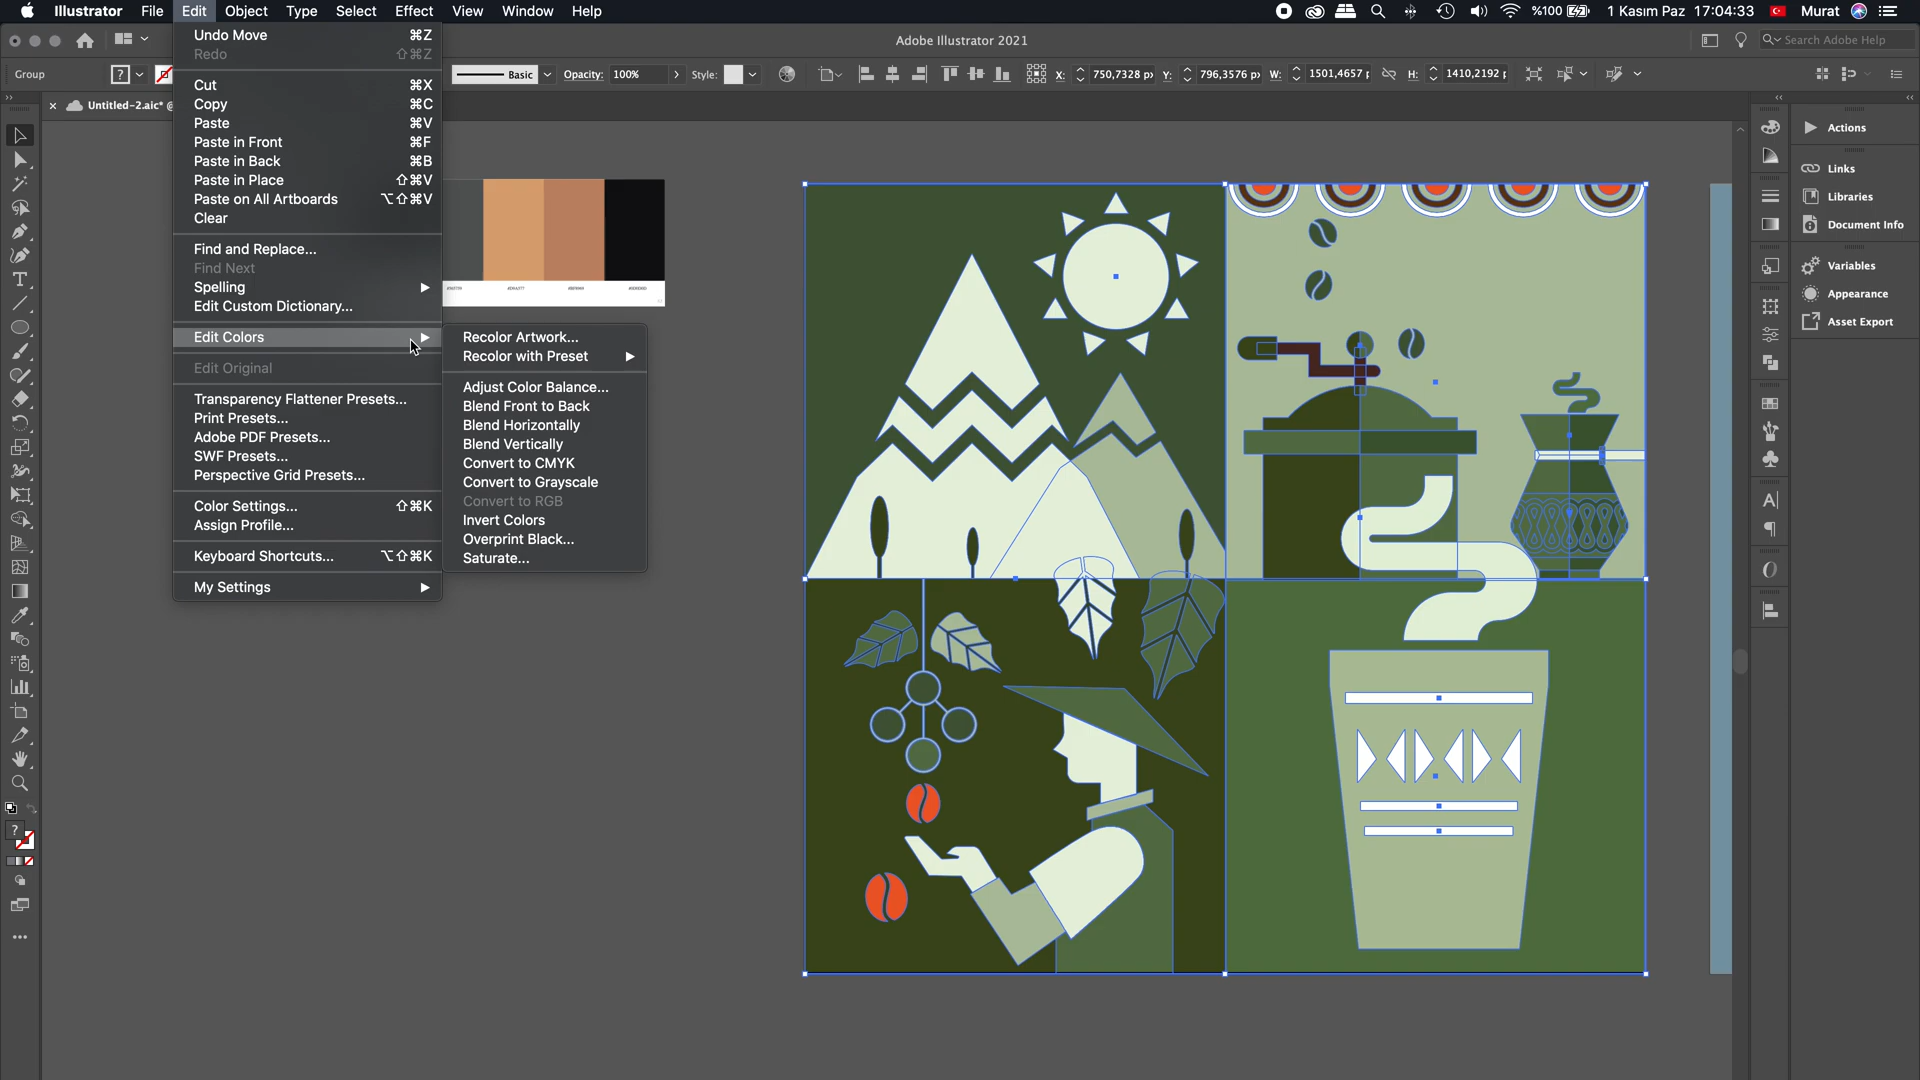 Illustrator File Edit Object Type Select Effect View Window Help
%100 1 Kasım Paz 17:04:33 Murat
Adobe Illustrator 2021
Search Adobe Help
Group
Basic
Opacity: 100%
Style:
X: 750,7328 p
Y: 796,3576 p
W: 1501,4657
H: 1410,2192
Untitled-2.aic* @
Undo Move ⌘Z
Redo ⇧⌘Z
Cut ⌘X
Copy ⌘C
Paste ⌘V
Paste in Front ⌘F
Paste in Back ⌘B
Paste in Place ⇧⌘V
Paste on All Artboards ⌥⇧⌘V
Clear
Find and Replace...
Find Next
Spelling
Edit Custom Dictionary...
Edit Colors
Edit Original
Transparency Flattener Presets...
Print Presets...
Adobe PDF Presets...
SWF Presets...
Perspective Grid Presets...
Color Settings... ⇧⌘K
Assign Profile...
Keyboard Shortcuts... ⌥⇧⌘K
My Settings
Recolor Artwork...
Recolor with Preset
Adjust Color Balance...
Blend Front to Back
Blend Horizontally
Blend Vertically
Convert to CMYK
Convert to Grayscale
Convert to RGB
Invert Colors
Overprint Black...
Saturate...
Actions
Links
Libraries
Document Info
Variables
Appearance
Asset Export